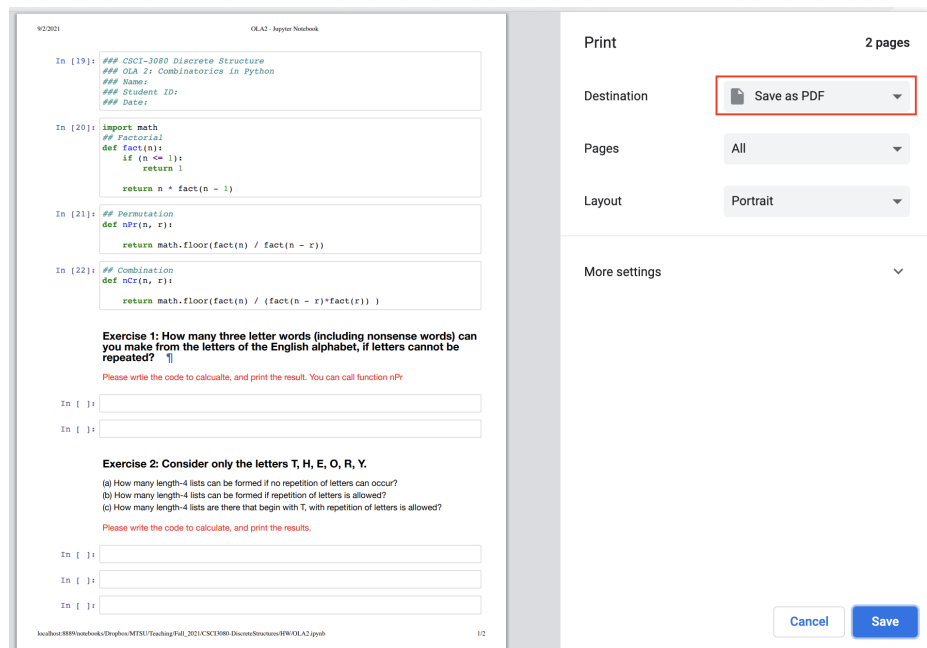 9/2/2021 OLA2 - Jupyter Notebook
In [19]: ### CSCI-3080 Discrete Structure
### OLA 2: Combinatorics in Python
### Name:
### Student ID:
### Date:
In [20]: import math
## Factorial
def fact(n):
if (n <= 1):
return 1
return n * fact(n - 1)
In [21]: ## Permutation
def nPr(n, r):
return math.floor(fact(n) / fact(n - r))
In [22]: ## Combination
def nCr(n, r):
return math.floor(fact(n) / (fact(n - r)*fact(r)) )
Exercise 1: How many three letter words (including nonsense words) can
you make from the letters of the English alphabet, if letters cannot be
repeated? ¶
Please wrtie the code to calcualte, and print the result. You can call function nPr
In [ ]:
In [ ]:
Exercise 2: Consider only the letters T, H, E, O, R, Y.
(a) How many length-4 lists can be formed if no repetition of letters can occur?
(b) How many length-4 lists can be formed if repetition of letters is allowed?
(c) How many length-4 lists are there that begin with T, with repetition of letters is allowed?
Please write the code to calculate, and print the results.
In [ ]:
In [ ]:
In [ ]:
localhost:8889/notebooks/Dropbox/MTSU/Teaching/Fall_2021/CSCI3080-DiscreteStructures/HW/OLA2.ipynb 1/2
Print 2 pages
Destination Save as PDF
Pages All
Layout Portrait
More settings
Cancel Save